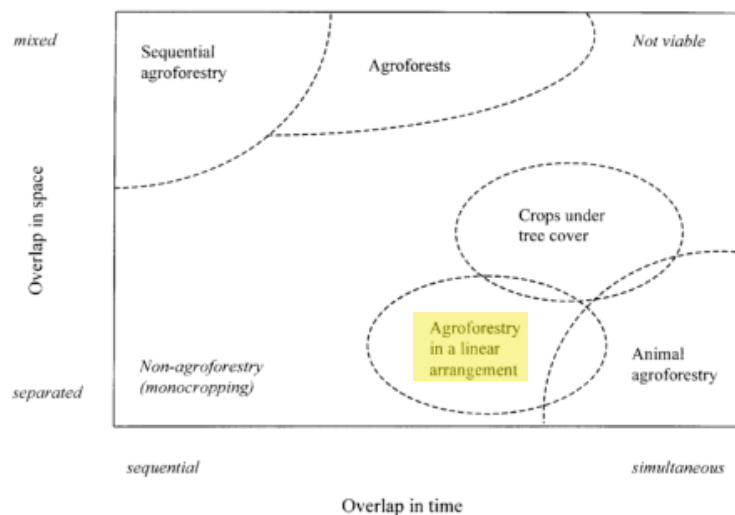 mixed
Sequential
agroforestry
Agroforests
Not viable
Overlap in space
Crops under
tree cover
Agroforestry
in a linear
arrangement
Animal
agroforestry
Non-agroforestry
(monocropping)
separated
sequential
simultaneous
Overlap in time